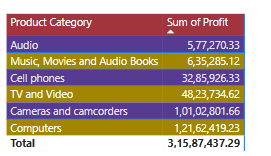 Product Category Sum of Profit
Audio 5,77,270.33
Music, Movies and Audio Books 6,35,285.12
Cell phones 32,85,926.33
TV and Video 48,23,734.62
Cameras and camcorders 1,01,02,801.66
Computers 1,21,62,419.23
Total 3,15,87,437.29